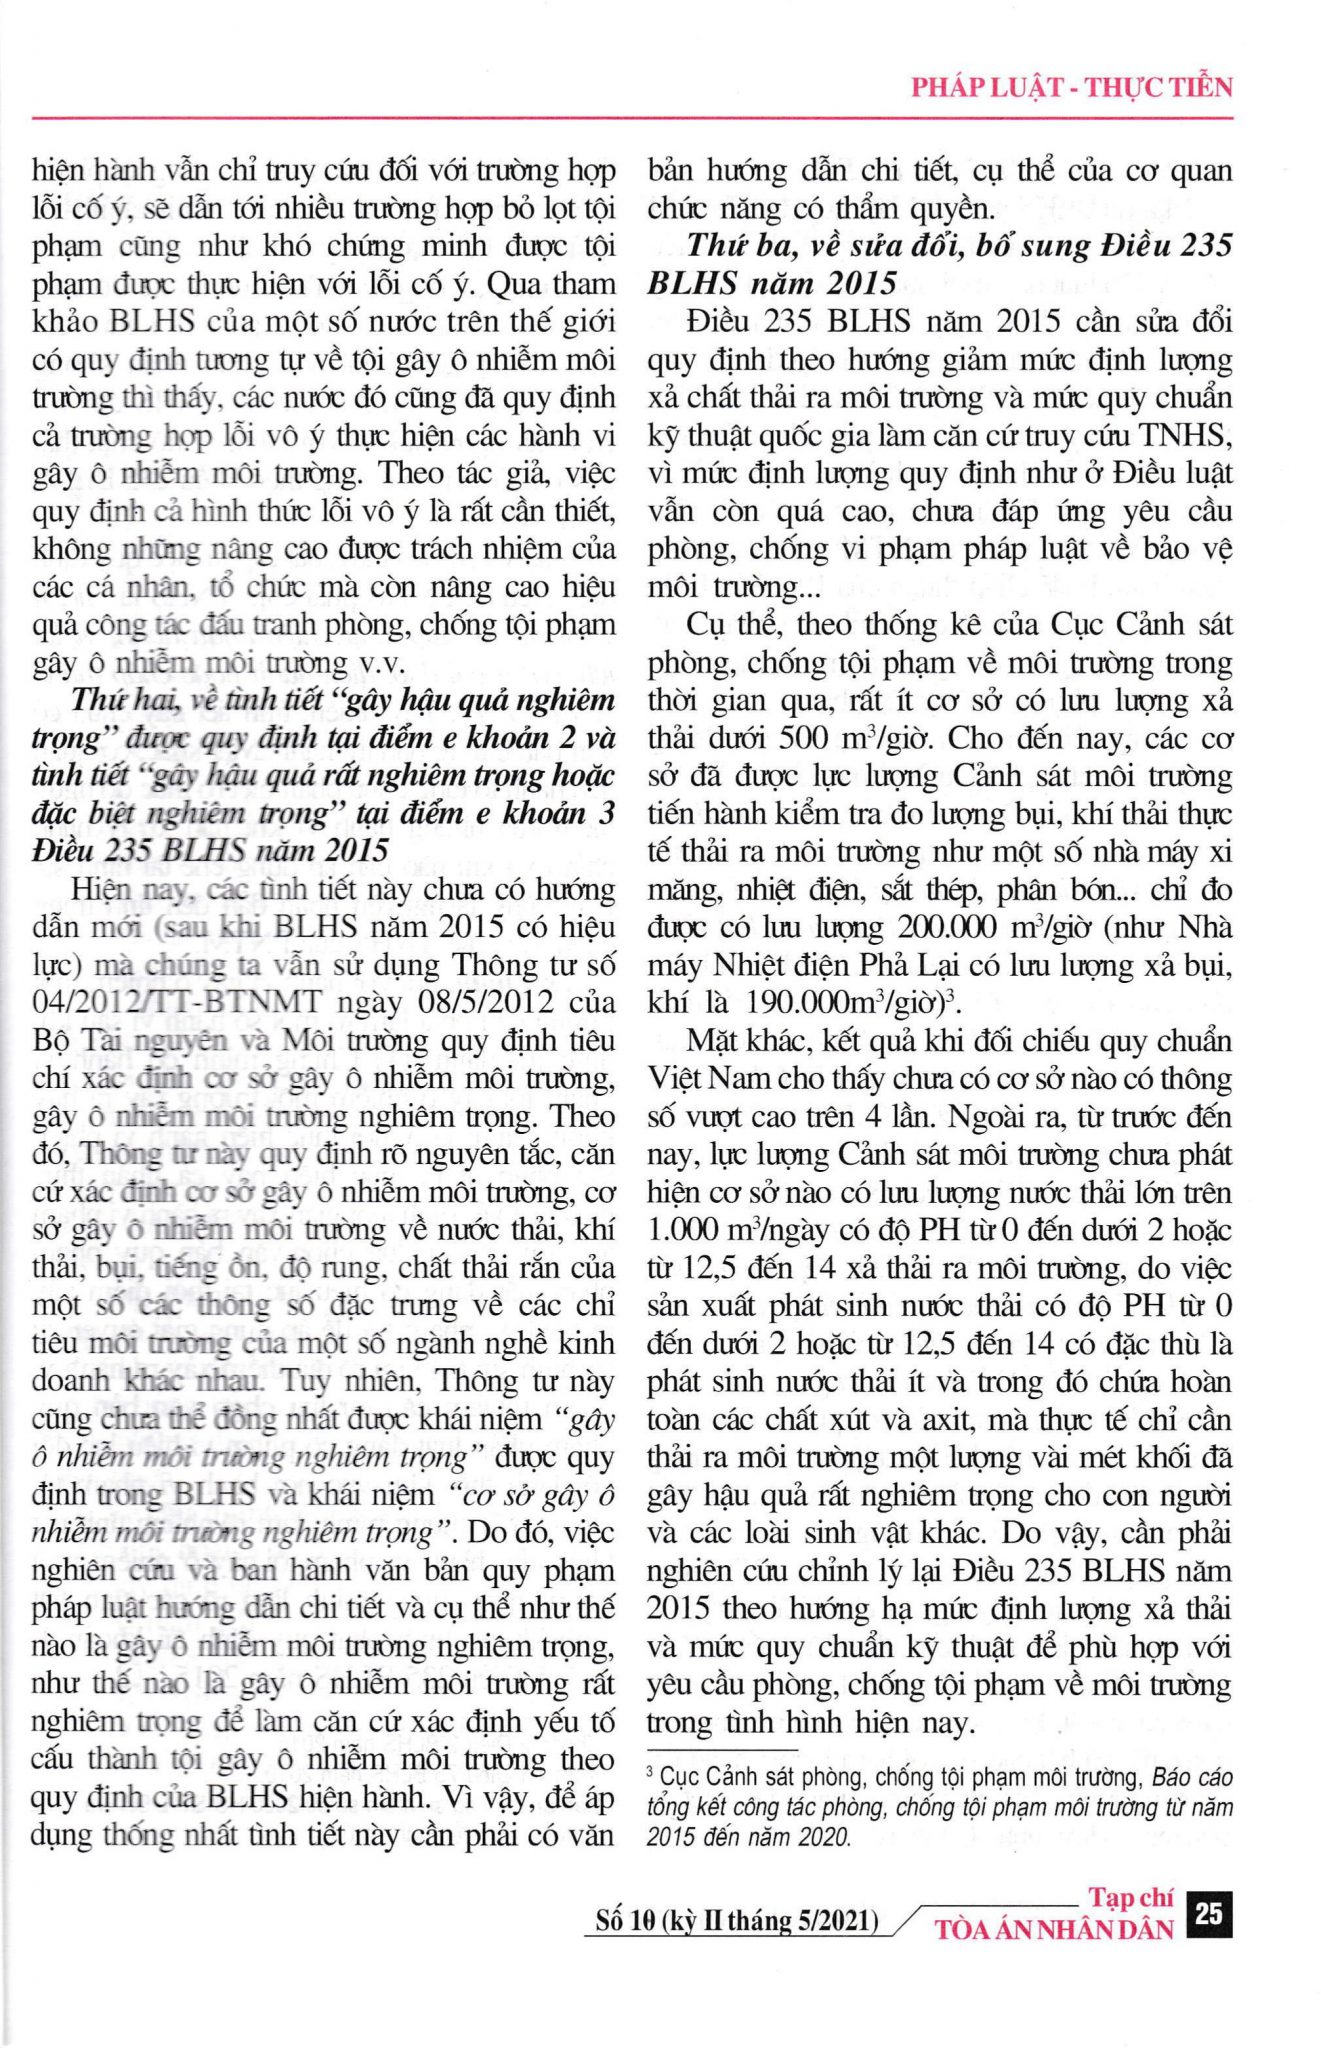 PHÁP LUẬT - THỰC TIỄN
hiện hành vẫn chỉ truy cứu đối với trường hợp
lỗi cố ý, sẽ dẫn tới nhiều trường hợp bỏ lọt tội
phạm cũng như khó chứng minh được tội
phạm được thực hiện với lỗi cố ý. Qua tham
khảo BLHS của một số nước trên thế giới
có quy định tương tự về tội gây ô nhiễm môi
trường thì thấy, các nước đó cũng đã quy định
cả trường hợp lỗi vô ý thực hiện các hành vi
gây ô nhiễm môi trường. Theo tác giả, việc
quy định cả hình thức lỗi vô ý là rất cần thiết,
không những nâng cao được trách nhiệm của
các cá nhân, tổ chức mà còn nâng cao hiệu
quả công tác đấu tranh phòng, chống tội phạm
gây ô nhiễm môi trường v.v.
Thứ hai, về tình tiết “gây hậu quả nghiêm
trọng” được quy định tại điểm e khoản 2 và
tình tiết “gây hậu quả rất nghiêm trọng hoặc
đặc biệt nghiêm trọng” tại điểm e khoản 3
Điều 235 BLHS năm 2015
Hiện nay, các tình tiết này chưa có hướng
dẫn mới (sau khi BLHS năm 2015 có hiệu
lực) mà chúng ta vẫn sử dụng Thông tư số
04/2012/TT-BTNMT ngày 08/5/2012 của
Bộ Tài nguyên và Môi trường quy định tiêu
chí xác định cơ sở gây ô nhiễm môi trường,
gây ô nhiễm môi trường nghiêm trọng. Theo
đó, Thông tư này quy định rõ nguyên tắc, căn
cứ xác định cơ sở gây ô nhiễm môi trường, cơ
sở gây ô nhiễm môi trường về nước thải, khí
thải, bụi, tiếng ồn, độ rung, chất thải rắn của
một số các thông số đặc trưng về các chỉ
tiêu môi trường của một số ngành nghề kinh
doanh khác nhau. Tuy nhiên, Thông tư này
cũng chưa thể đồng nhất được khái niệm “gây
ô nhiễm môi trường nghiêm trọng” được quy
định trong BLHS và khái niệm “cơ sở gây ô
nhiễm môi trường nghiêm trọng”. Do đó, việc
nghiên cứu và ban hành văn bản quy phạm
pháp luật hướng dẫn chi tiết và cụ thể như thế
nào là gây ô nhiễm môi trường nghiêm trọng,
như thế nào là gây ô nhiễm môi trường rất
nghiêm trọng để làm căn cứ xác định yếu tố
cấu thành tội gây ô nhiễm môi trường theo
quy định của BLHS hiện hành. Vì vậy, để áp
dụng thống nhất tình tiết này cần phải có văn
bản hướng dẫn chi tiết, cụ thể của cơ quan
chức năng có thẩm quyền.
Thứ ba, về sửa đổi, bổ sung Điều 235
BLHS năm 2015
Điều 235 BLHS năm 2015 cần sửa đổi
quy định theo hướng giảm mức định lượng
xả chất thải ra môi trường và mức quy chuẩn
kỹ thuật quốc gia làm căn cứ truy cứu TNHS,
vì mức định lượng quy định như ở Điều luật
vẫn còn quá cao, chưa đáp ứng yêu cầu
phòng, chống vi phạm pháp luật về bảo vệ
môi trường...
Cụ thể, theo thống kê của Cục Cảnh sát
phòng, chống tội phạm về môi trường trong
thời gian qua, rất ít cơ sở có lưu lượng xả
thải dưới 500 m³/giờ. Cho đến nay, các cơ
sở đã được lực lượng Cảnh sát môi trường
tiến hành kiểm tra đo lượng bụi, khí thải thực
tế thải ra môi trường như một số nhà máy xi
măng, nhiệt điện, sắt thép, phân bón... chỉ đo
được có lưu lượng 200.000 m³/giờ (như Nhà
máy Nhiệt điện Phả Lại có lưu lượng xả bụi,
khí là 190.000m³/giờ)³.
Mặt khác, kết quả khi đối chiếu quy chuẩn
Việt Nam cho thấy chưa có cơ sở nào có thông
số vượt cao trên 4 lần. Ngoài ra, từ trước đến
nay, lực lượng Cảnh sát môi trường chưa phát
hiện cơ sở nào có lưu lượng nước thải lớn trên
1.000 m³/ngày có độ PH từ 0 đến dưới 2 hoặc
từ 12,5 đến 14 xả thải ra môi trường, do việc
sản xuất phát sinh nước thải có độ PH từ 0
đến dưới 2 hoặc từ 12,5 đến 14 có đặc thù là
phát sinh nước thải ít và trong đó chứa hoàn
toàn các chất xút và axit, mà thực tế chỉ cần
thải ra môi trường một lượng vài mét khối đã
gây hậu quả rất nghiêm trọng cho con người
và các loài sinh vật khác. Do vậy, cần phải
nghiên cứu chỉnh lý lại Điều 235 BLHS năm
2015 theo hướng hạ mức định lượng xả thải
và mức quy chuẩn kỹ thuật để phù hợp với
yêu cầu phòng, chống tội phạm về môi trường
trong tình hình hiện nay.
³ Cục Cảnh sát phòng, chống tội phạm môi trường, Báo cáo
tổng kết công tác phòng, chống tội phạm môi trường từ năm
2015 đến năm 2020.
Số 10 (kỳ II tháng 5/2021)
Tạp chí
TÒA ÁN NHÂN DÂN
25